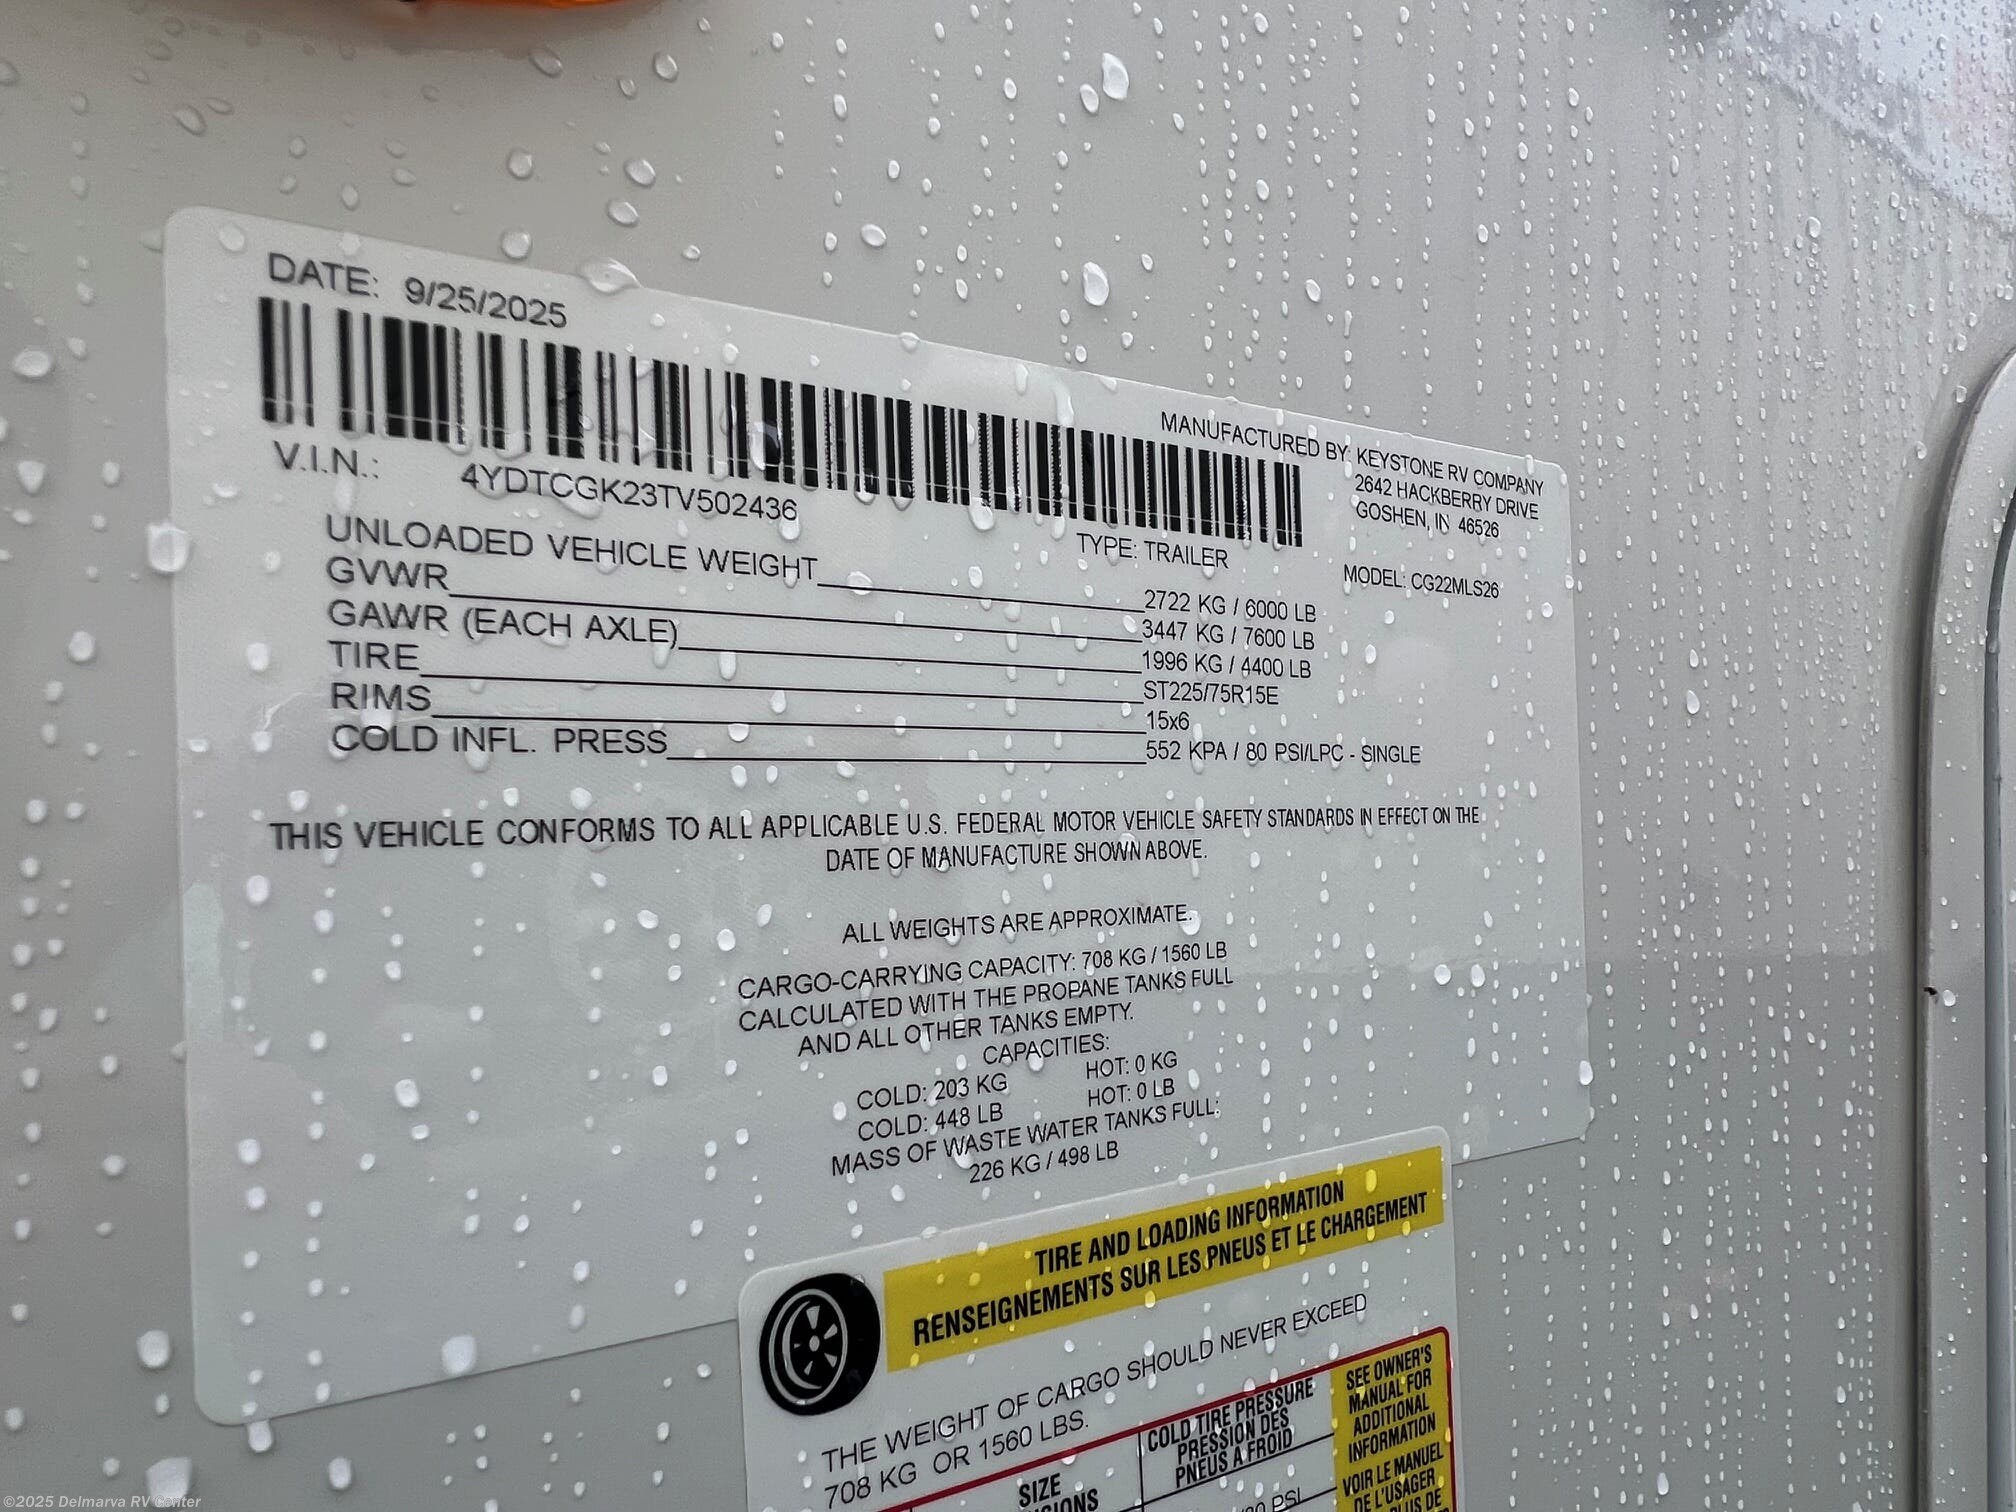 DATE: 9/25/2025
MANUFACTURED BY: KEYSTONE RV COMPANY
2642 HACKBERRY DRIVE
GOSHEN, IN 46526
V.I.N.: 4YDTCGK23TV502436
TYPE: TRAILER
MODEL: CG22MLS26
UNLOADED VEHICLE WEIGHT 2722 KG / 6000 LB
GVWR 3447 KG / 7600 LB
GAWR (EACH AXLE) 1996 KG / 4400 LB
TIRE ST225/75R15E
RIMS 15x6
COLD INFL. PRESS 552 KPA / 80 PSI/LPC - SINGLE
THIS VEHICLE CONFORMS TO ALL APPLICABLE U.S. FEDERAL MOTOR VEHICLE SAFETY STANDARDS IN EFFECT ON THE
DATE OF MANUFACTURE SHOWN ABOVE.
ALL WEIGHTS ARE APPROXIMATE.
CARGO-CARRYING CAPACITY: 708 KG / 1560 LB
CALCULATED WITH THE PROPANE TANKS FULL
AND ALL OTHER TANKS EMPTY.
CAPACITIES:
COLD: 203 KG HOT: 0 KG
COLD: 448 LB HOT: 0 LB
MASS OF WASTE WATER TANKS FULL:
226 KG / 498 LB
TIRE AND LOADING INFORMATION
RENSEIGNEMENTS SUR LES PNEUS ET LE CHARGEMENT
THE WEIGHT OF CARGO SHOULD NEVER EXCEED
708 KG OR 1560 LBS.
SIZE
COLD TIRE PRESSURE
PRESSION DES
PNEUS A FROID
SEE OWNER'S
MANUAL FOR
ADDITIONAL
INFORMATION
VOIR LE MANUEL
DE L'USAGER
PSI
©2025 Delmarva RV Center